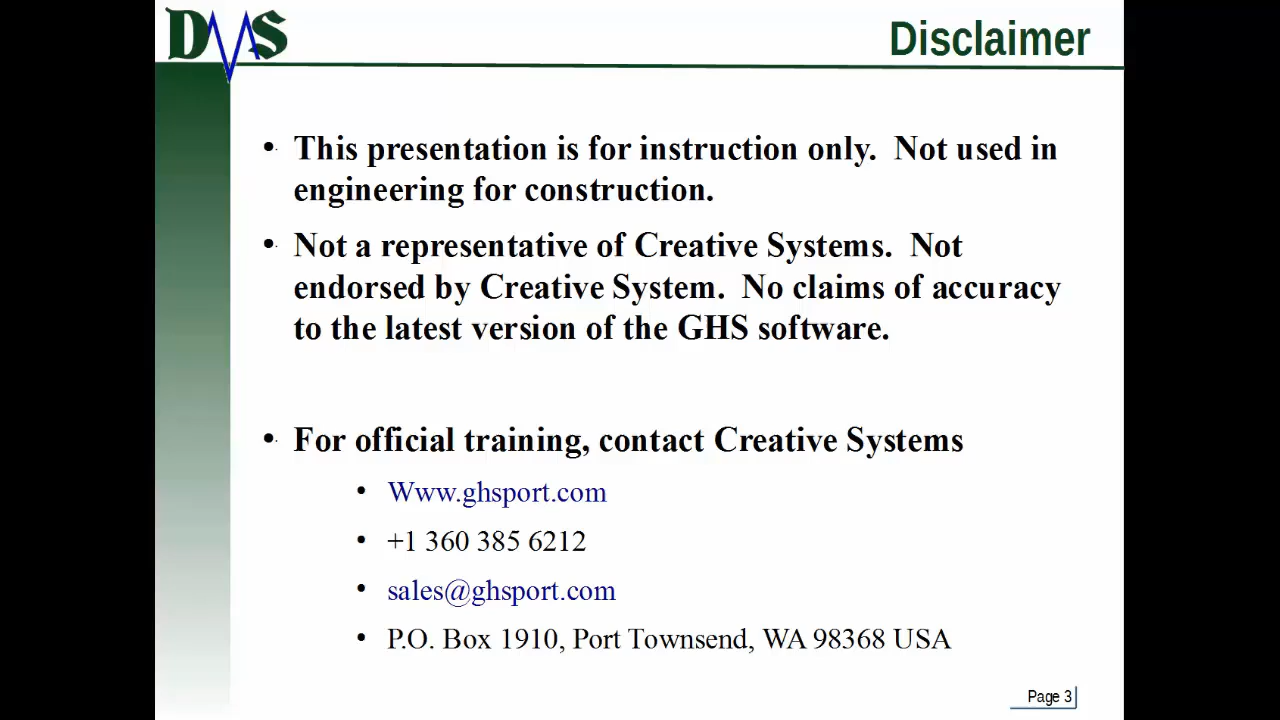 DMS
Disclaimer
• This presentation is for instruction only.  Not used in
engineering for construction.
• Not a representative of Creative Systems.  Not
endorsed by Creative System.  No claims of accuracy
to the latest version of the GHS software.
• For official training, contact Creative Systems
• Www.ghsport.com
• +1 360 385 6212
• sales@ghsport.com
• P.O. Box 1910, Port Townsend, WA 98368 USA
Page 3